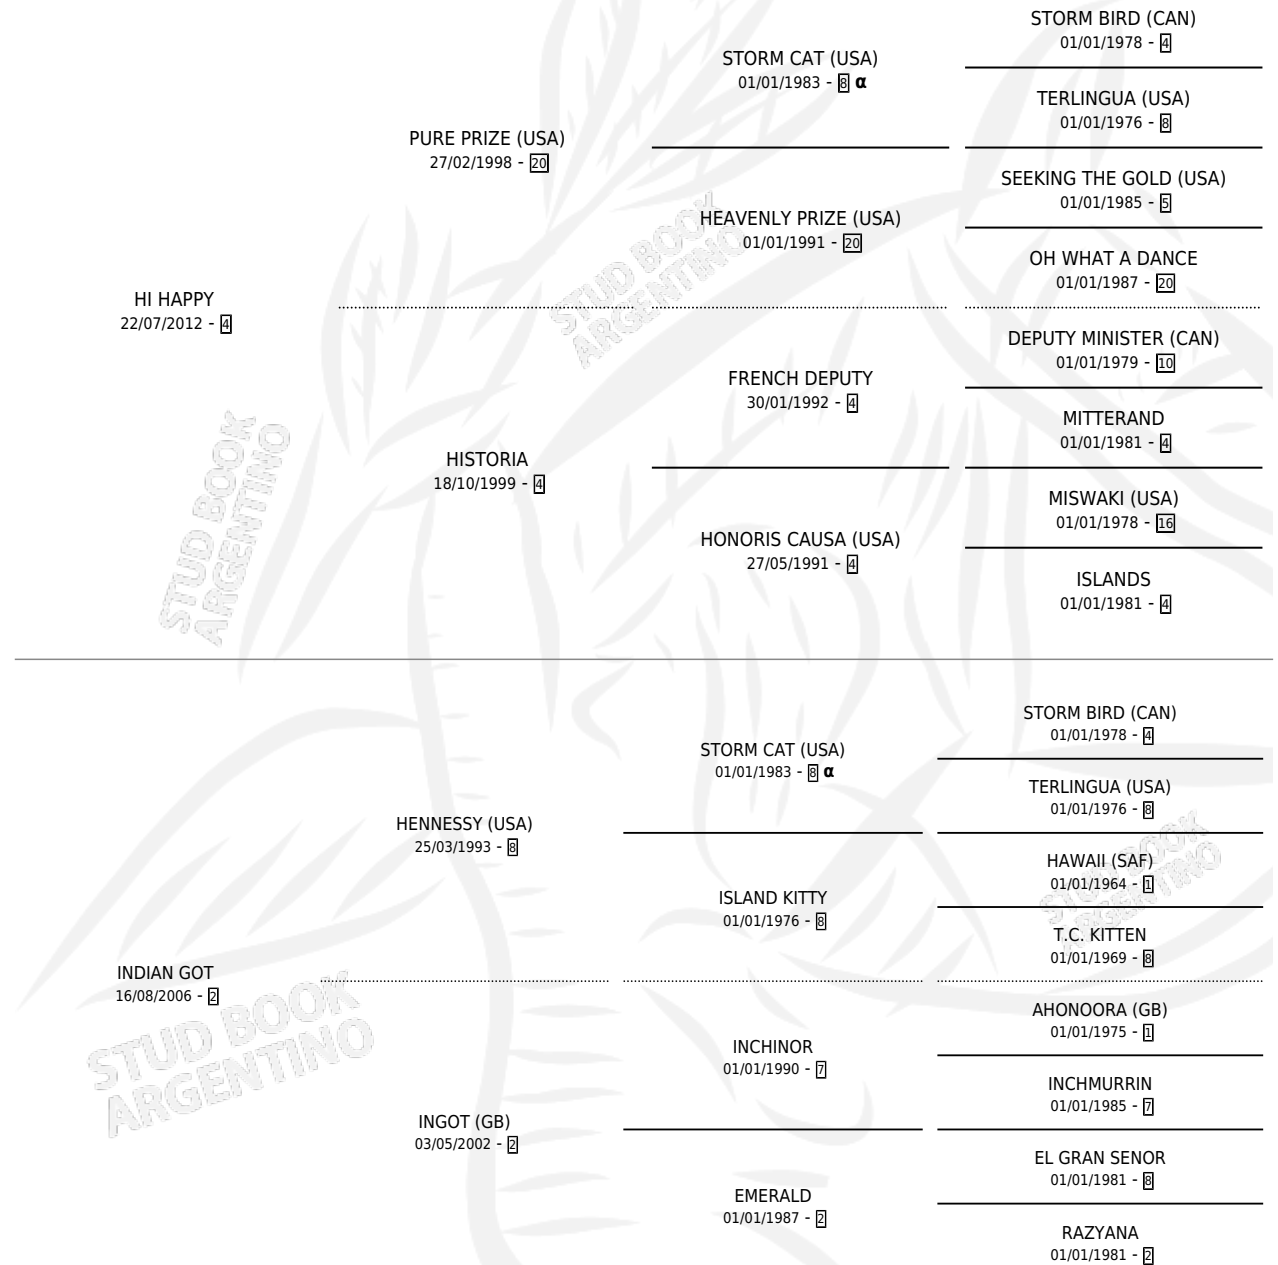 STORM BIRD (CAN)
01/01/1978 - 4
STORM CAT (USA)
01/01/1983 - 8 α
TERLINGUA (USA)
01/01/1976 - 8
PURE PRIZE (USA)
27/02/1998 - 20
SEEKING THE GOLD (USA)
01/01/1985 - 5
HEAVENLY PRIZE (USA)
01/01/1991 - 20
OH WHAT A DANCE
01/01/1987 - 20
HI HAPPY
22/07/2012 - 4
DEPUTY MINISTER (CAN)
01/01/1979 - 10
FRENCH DEPUTY
30/01/1992 - 4
MITTERAND
01/01/1981 - 4
HISTORIA
18/10/1999 - 4
MISWAKI (USA)
01/01/1978 - 16
HONORIS CAUSA (USA)
27/05/1991 - 4
ISLANDS
01/01/1981 - 4
STORM BIRD (CAN)
01/01/1978 - 4
STORM CAT (USA)
01/01/1983 - 8 α
TERLINGUA (USA)
01/01/1976 - 8
HENNESSY (USA)
25/03/1993 - 8
HAWAII (SAF)
01/01/1964 - 1
ISLAND KITTY
01/01/1976 - 8
T.C. KITTEN
01/01/1969 - 8
INDIAN GOT
16/08/2006 - 2
AHONOORA (GB)
01/01/1975 - 1
INCHINOR
01/01/1990 - 7
INCHMURRIN
01/01/1985 - 7
INGOT (GB)
03/05/2002 - 2
EL GRAN SENOR
01/01/1981 - 8
EMERALD
01/01/1987 - 2
RAZYANA
01/01/1981 - 2
STUD BOOK
ARGENTINO
STUD BOOK
ARGENTINO
STUD BOOK
ARGENTINO
STUD BOOK
ARGENTINO